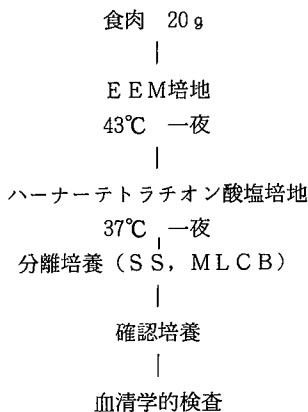 食肉 20g
EEM培地
43℃ 一夜
ハーナーテトラチオン酸塩培地
37℃ 一夜
分離培養(SS,MLCB)
確認培養
血清学的検査